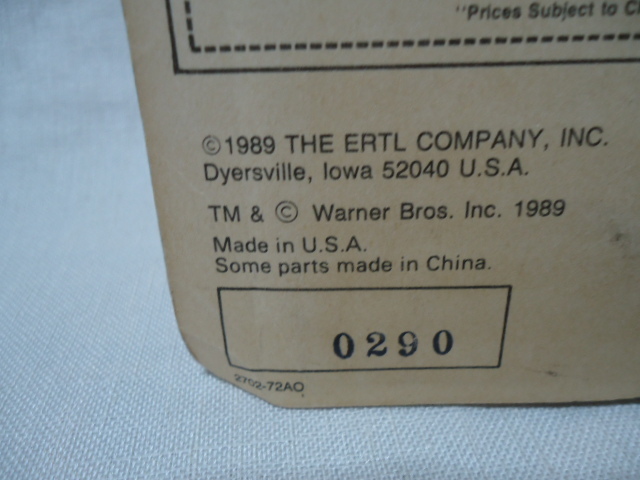 "Prices Subject to
©1989 THE ERTL COMPANY, INC.
Dyersville, Iowa 52040 U.S.A.
TM & © Warner Bros. Inc. 1989
Made in U.S.A.
Some parts made in China.
0290
2702-72AO